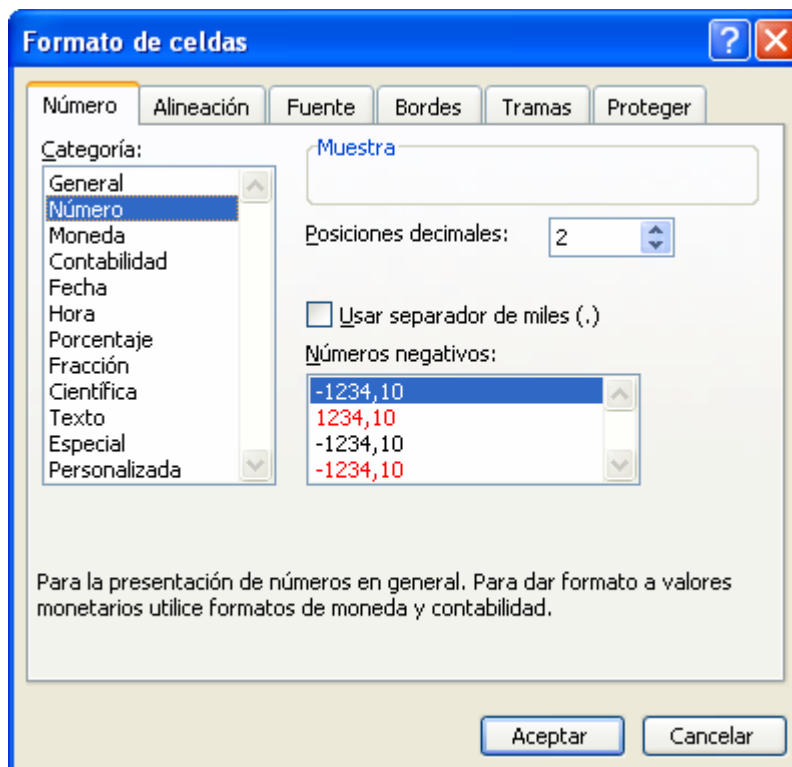 Formato de celdas
Número Alineación Fuente Bordes Tramas Proteger
Categoría:
General
Número
Moneda
Contabilidad
Fecha
Hora
Porcentaje
Fracción
Científica
Texto
Especial
Personalizada
Muestra
Posiciones decimales: 2
Usar separador de miles (.)
Números negativos:
-1234,10
1234,10
-1234,10
-1234,10
Para la presentación de números en general. Para dar formato a valores
monetarios utilice formatos de moneda y contabilidad.
Aceptar Cancelar